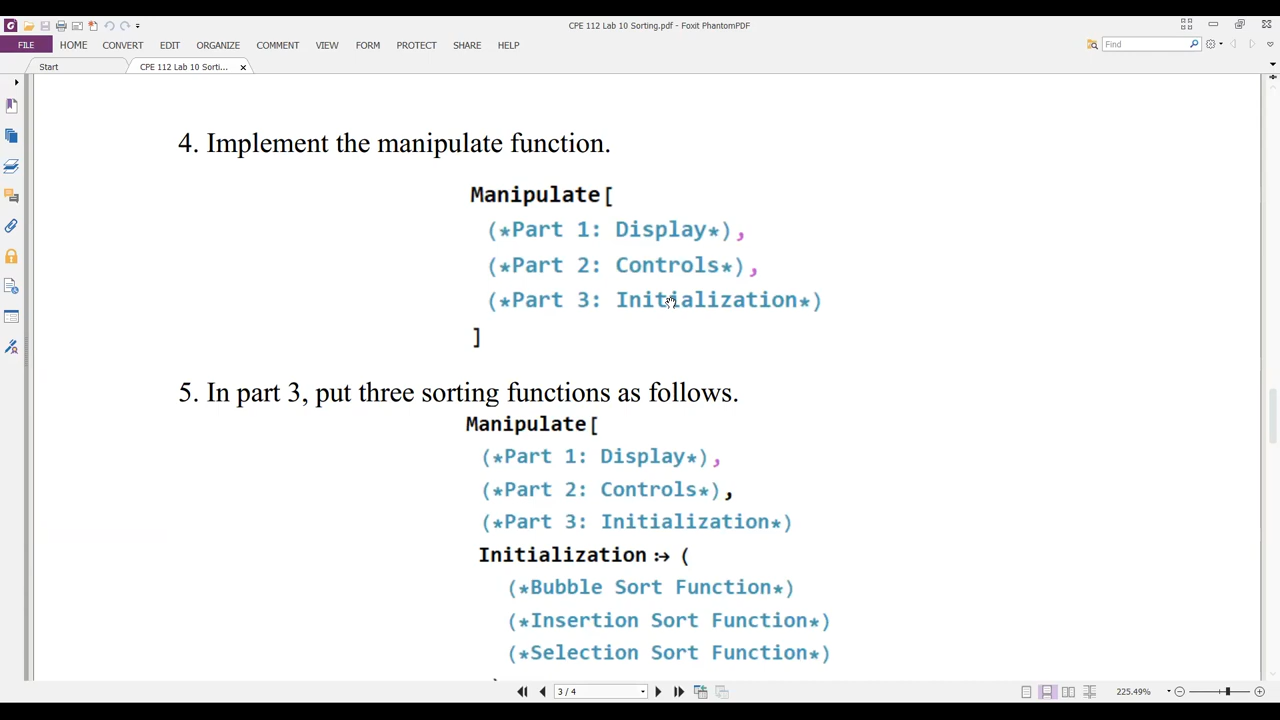 CPE 112 Lab 10 Sorting.pdf - Foxit PhantomPDF
FILE HOME CONVERT EDIT ORGANIZE COMMENT VIEW FORM PROTECT SHARE HELP
Find
Start
CPE 112 Lab 10 Sorti...
4. Implement the manipulate function.
Manipulate[
(*Part 1: Display*),
(*Part 2: Controls*),
(*Part 3: Initialization*)
]
5. In part 3, put three sorting functions as follows.
Manipulate[
(*Part 1: Display*),
(*Part 2: Controls*),
(*Part 3: Initialization*)
Initialization :→ (
(*Bubble Sort Function*)
(*Insertion Sort Function*)
(*Selection Sort Function*)
3 / 4
225.49%